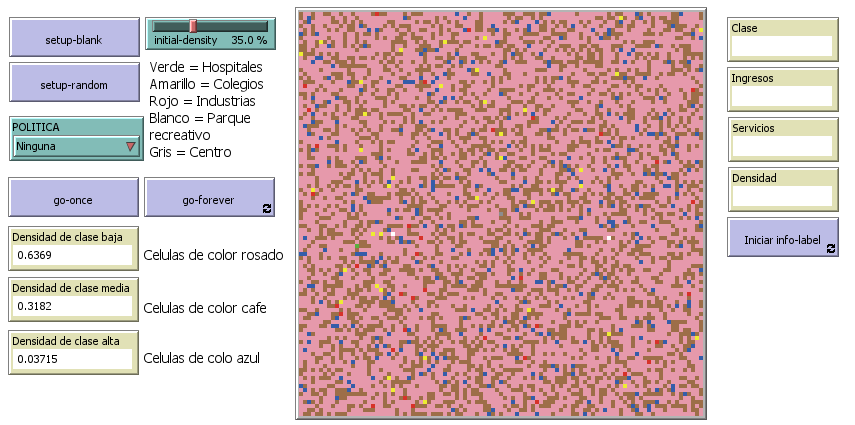 setup-blank
initial-density 35.0 %
setup-random
Verde = Hospitales
Amarillo = Colegios
Rojo = Industrias
Blanco = Parque
recreativo
Gris = Centro
POLITICA
Ninguna
go-once
go-forever
Densidad de clase baja
0.6369
Celulas de color rosado
Densidad de clase media
0.3182
Celulas de color cafe
Densidad de clase alta
0.03715
Celulas de colo azul
Clase
Ingresos
Servicios
Densidad
Iniciar info-label